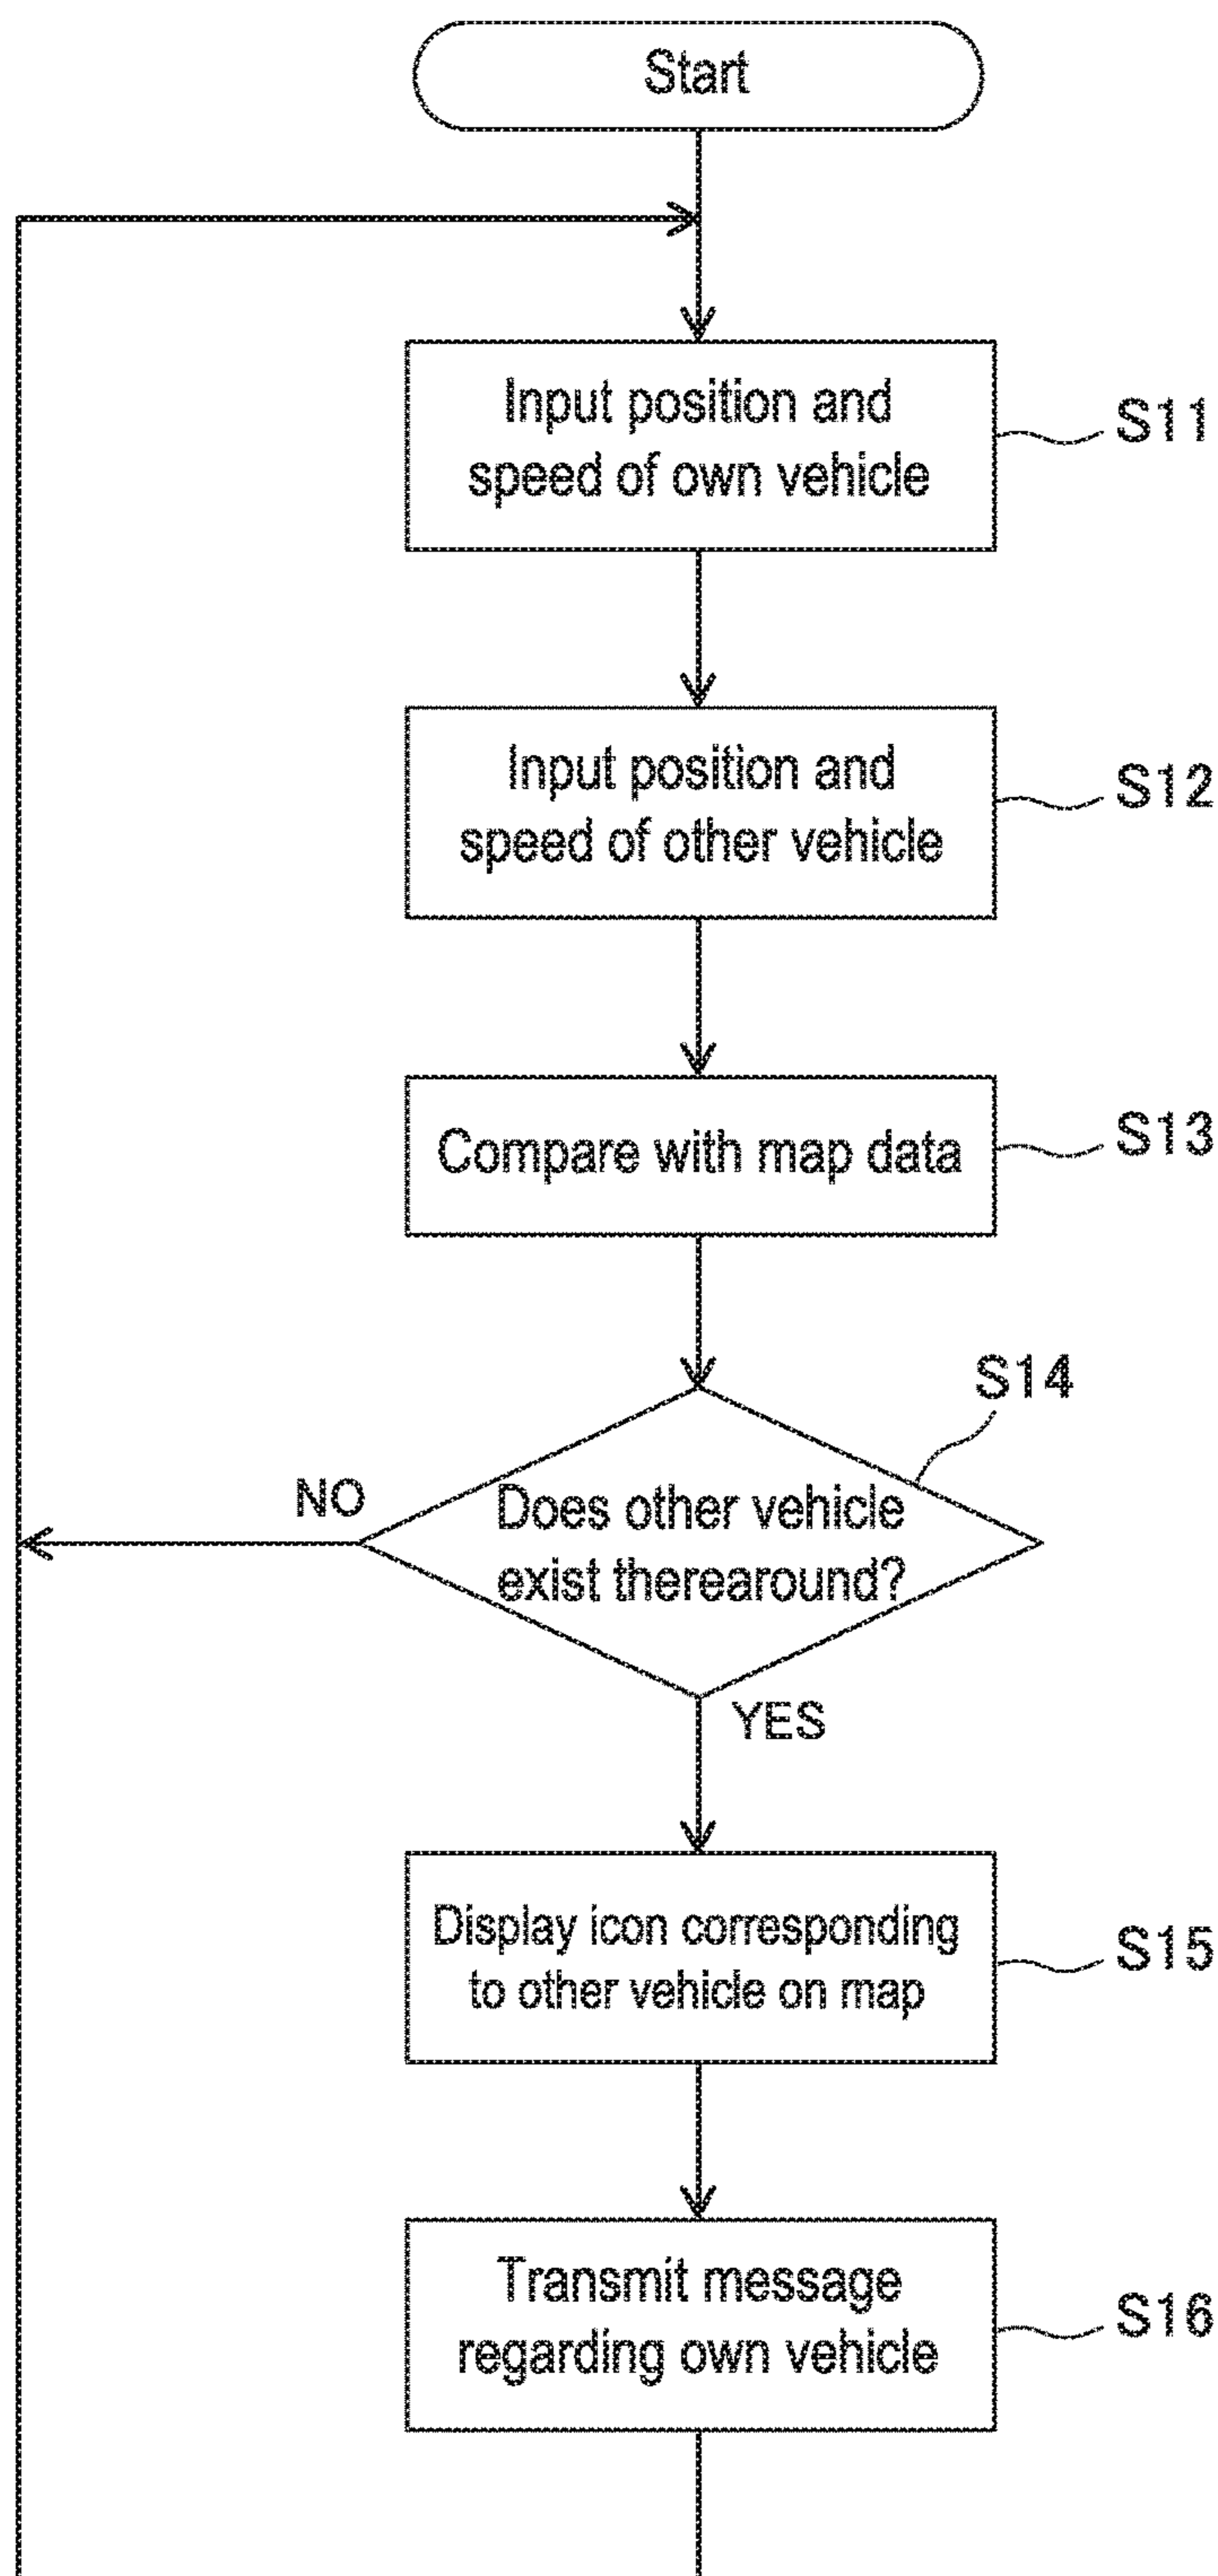 Start
Input position and
speed of own vehicle
S11
Input position and
speed of other vehicle
S12
Compare with map data
S13
S14
NO
Does other vehicle
exist therearound?
YES
Display icon corresponding
to other vehicle on map
S15
Transmit message
regarding own vehicle
S16